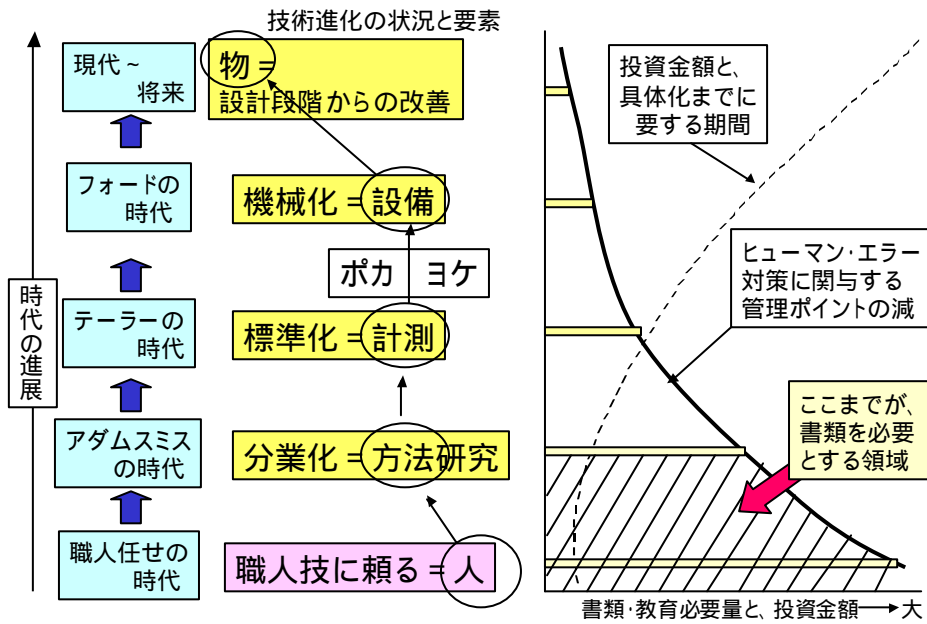 技術進化の状況と要素
現代~
将来
物=
設計段階からの改善
投資金額と、
具体化までに
要する期間
フォードの
時代
機械化=設備
ポカ ヨケ
ヒューマン・エラー
対策に関与する
管理ポイントの減
時代の進展
テーラーの
時代
標準化=計測
ここまでが、
書類を必要
とする領域
アダムスミス
の時代
分業化=方法研究
職人任せの
時代
職人技に頼る=人
書類・教育必要量と、投資金額
大